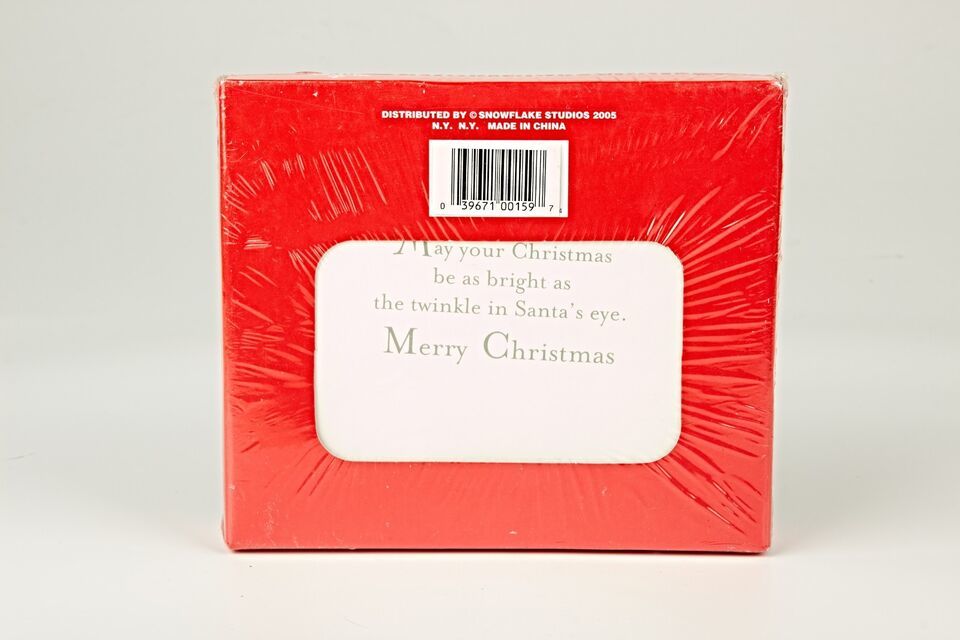 DISTRIBUTED BY © SNOWFLAKE STUDIOS 2005
N.Y. N.Y. MADE IN CHINA
0 39671 00159 7 4
May your Christmas
be as bright as
the twinkle in Santa's eye.
Merry Christmas